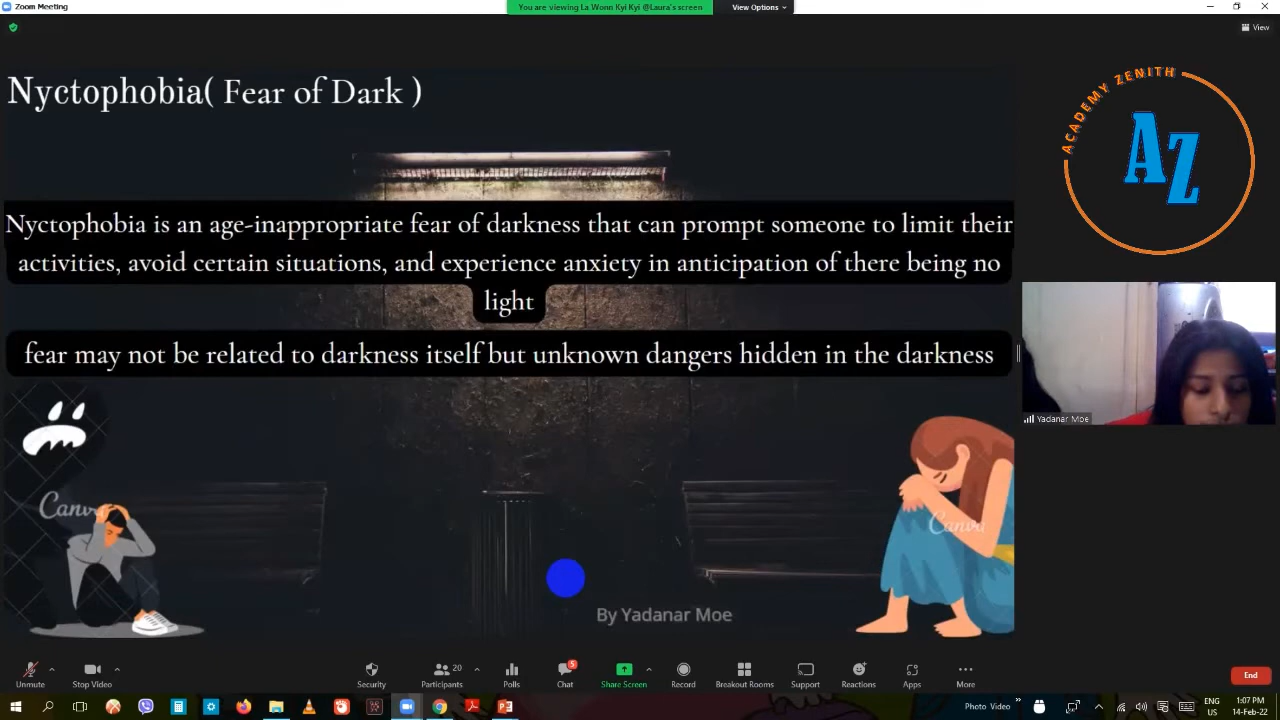 Zoom Meeting
You are viewing La Wonn Kyi Kyi @Laura's screen
View Options
View
Nyctophobia( Fear of Dark )
ACADEMY ZENITH
AZ
Nyctophobia is an age-inappropriate fear of darkness that can prompt someone to limit their
activities, avoid certain situations, and experience anxiety in anticipation of there being no
light
fear may not be related to darkness itself but unknown dangers hidden in the darkness
Yadanar Moe
Canva
Canva
By Yadanar Moe
Unmute
Stop Video
Security
Participants
20
Polls
Chat
5
Share Screen
Record
Breakout Rooms
Support
Reactions
Apps
More
End
Photo Video
ENG
US
1:07 PM
14-Feb-22